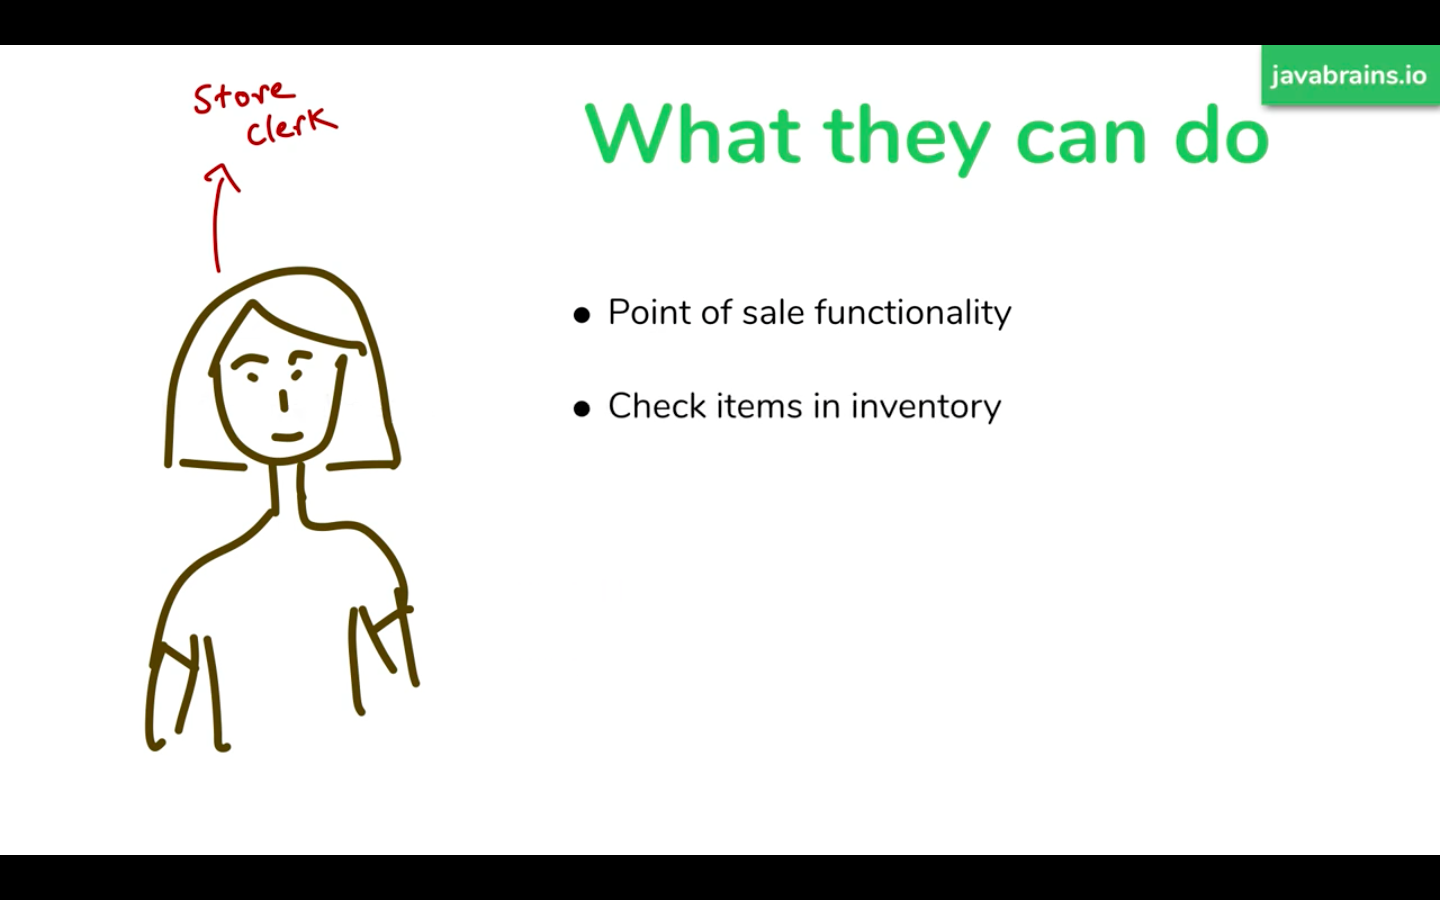 javabrains.io
Store
clerk
What they can do
• Point of sale functionality
• Check items in inventory